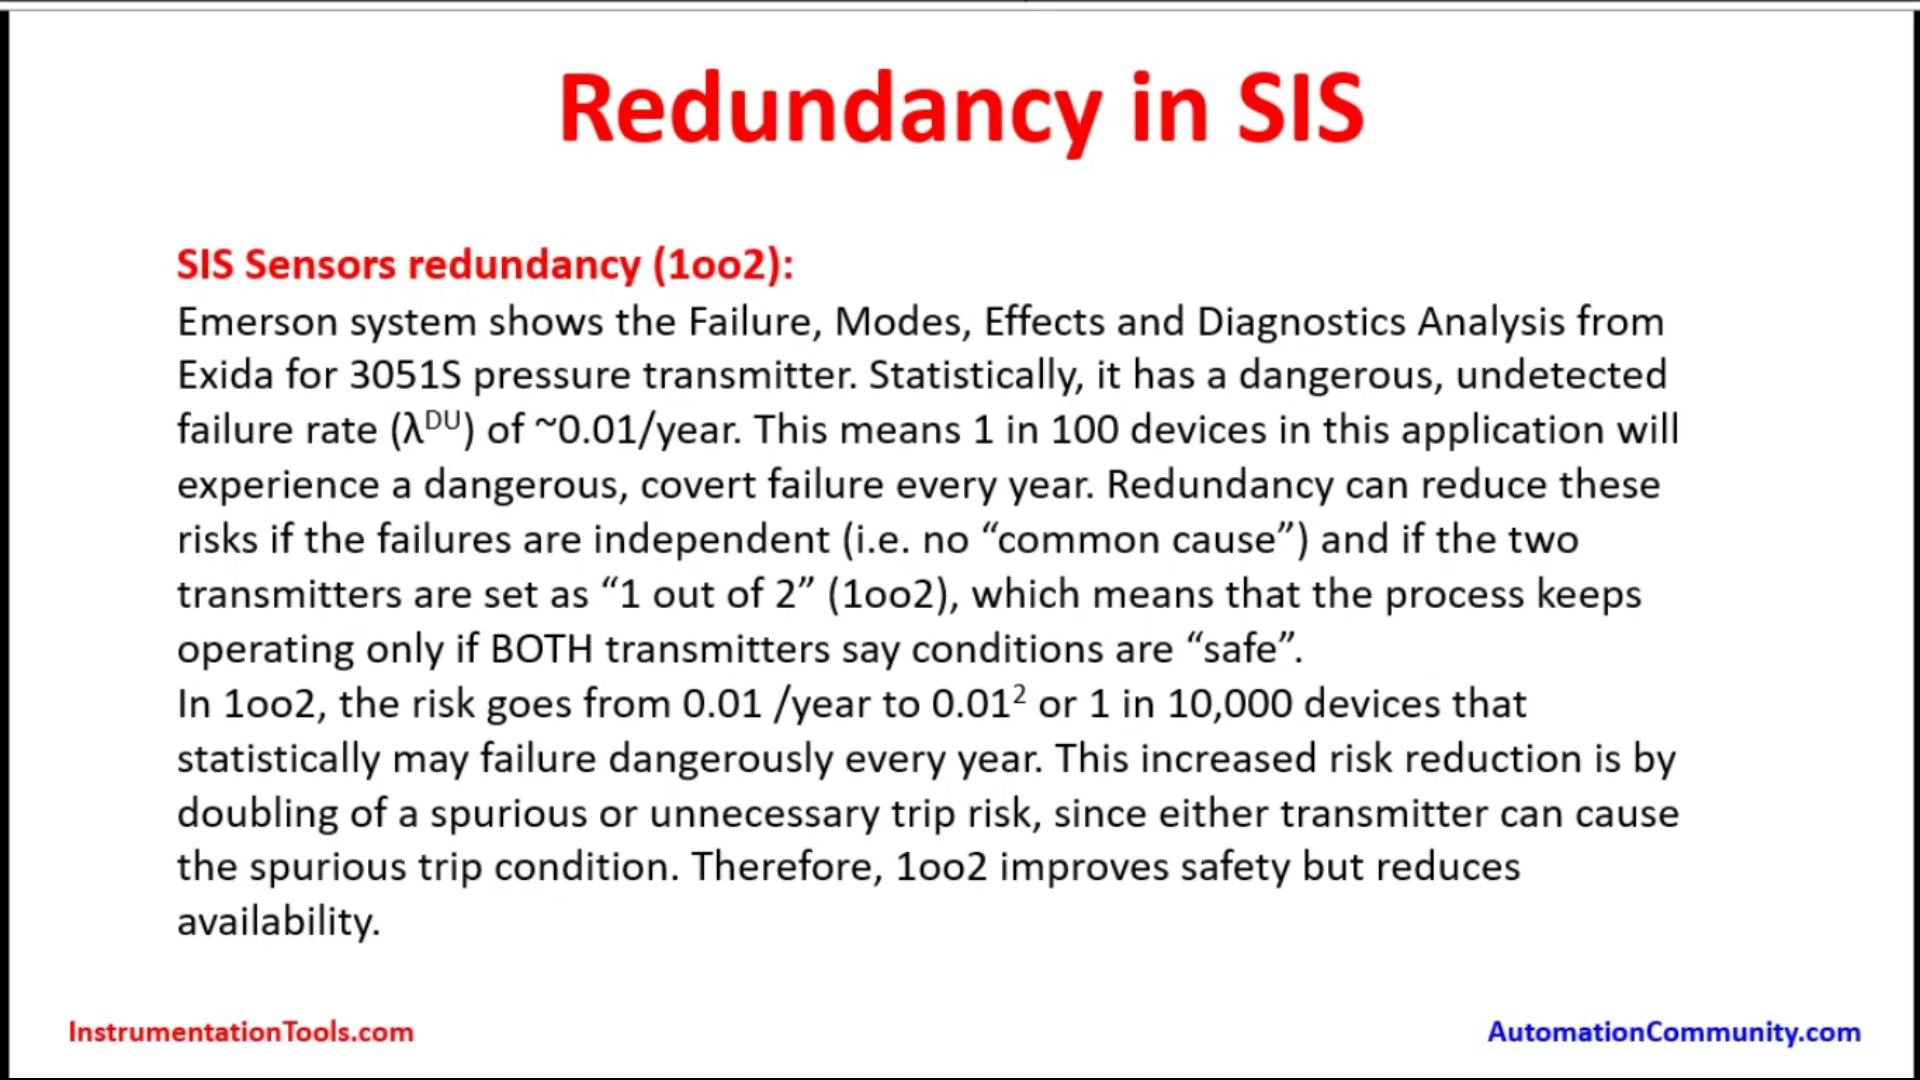 Redundancy in SIS
SIS Sensors redundancy (1oo2):
Emerson system shows the Failure, Modes, Effects and Diagnostics Analysis from
Exida for 3051S pressure transmitter. Statistically, it has a dangerous, undetected
failure rate (λᴰᵁ) of ~0.01/year. This means 1 in 100 devices in this application will
experience a dangerous, covert failure every year. Redundancy can reduce these
risks if the failures are independent (i.e. no “common cause”) and if the two
transmitters are set as “1 out of 2” (1oo2), which means that the process keeps
operating only if BOTH transmitters say conditions are “safe”.
In 1oo2, the risk goes from 0.01 /year to 0.01² or 1 in 10,000 devices that
statistically may failure dangerously every year. This increased risk reduction is by
doubling of a spurious or unnecessary trip risk, since either transmitter can cause
the spurious trip condition. Therefore, 1oo2 improves safety but reduces
availability.
InstrumentationTools.com
AutomationCommunity.com